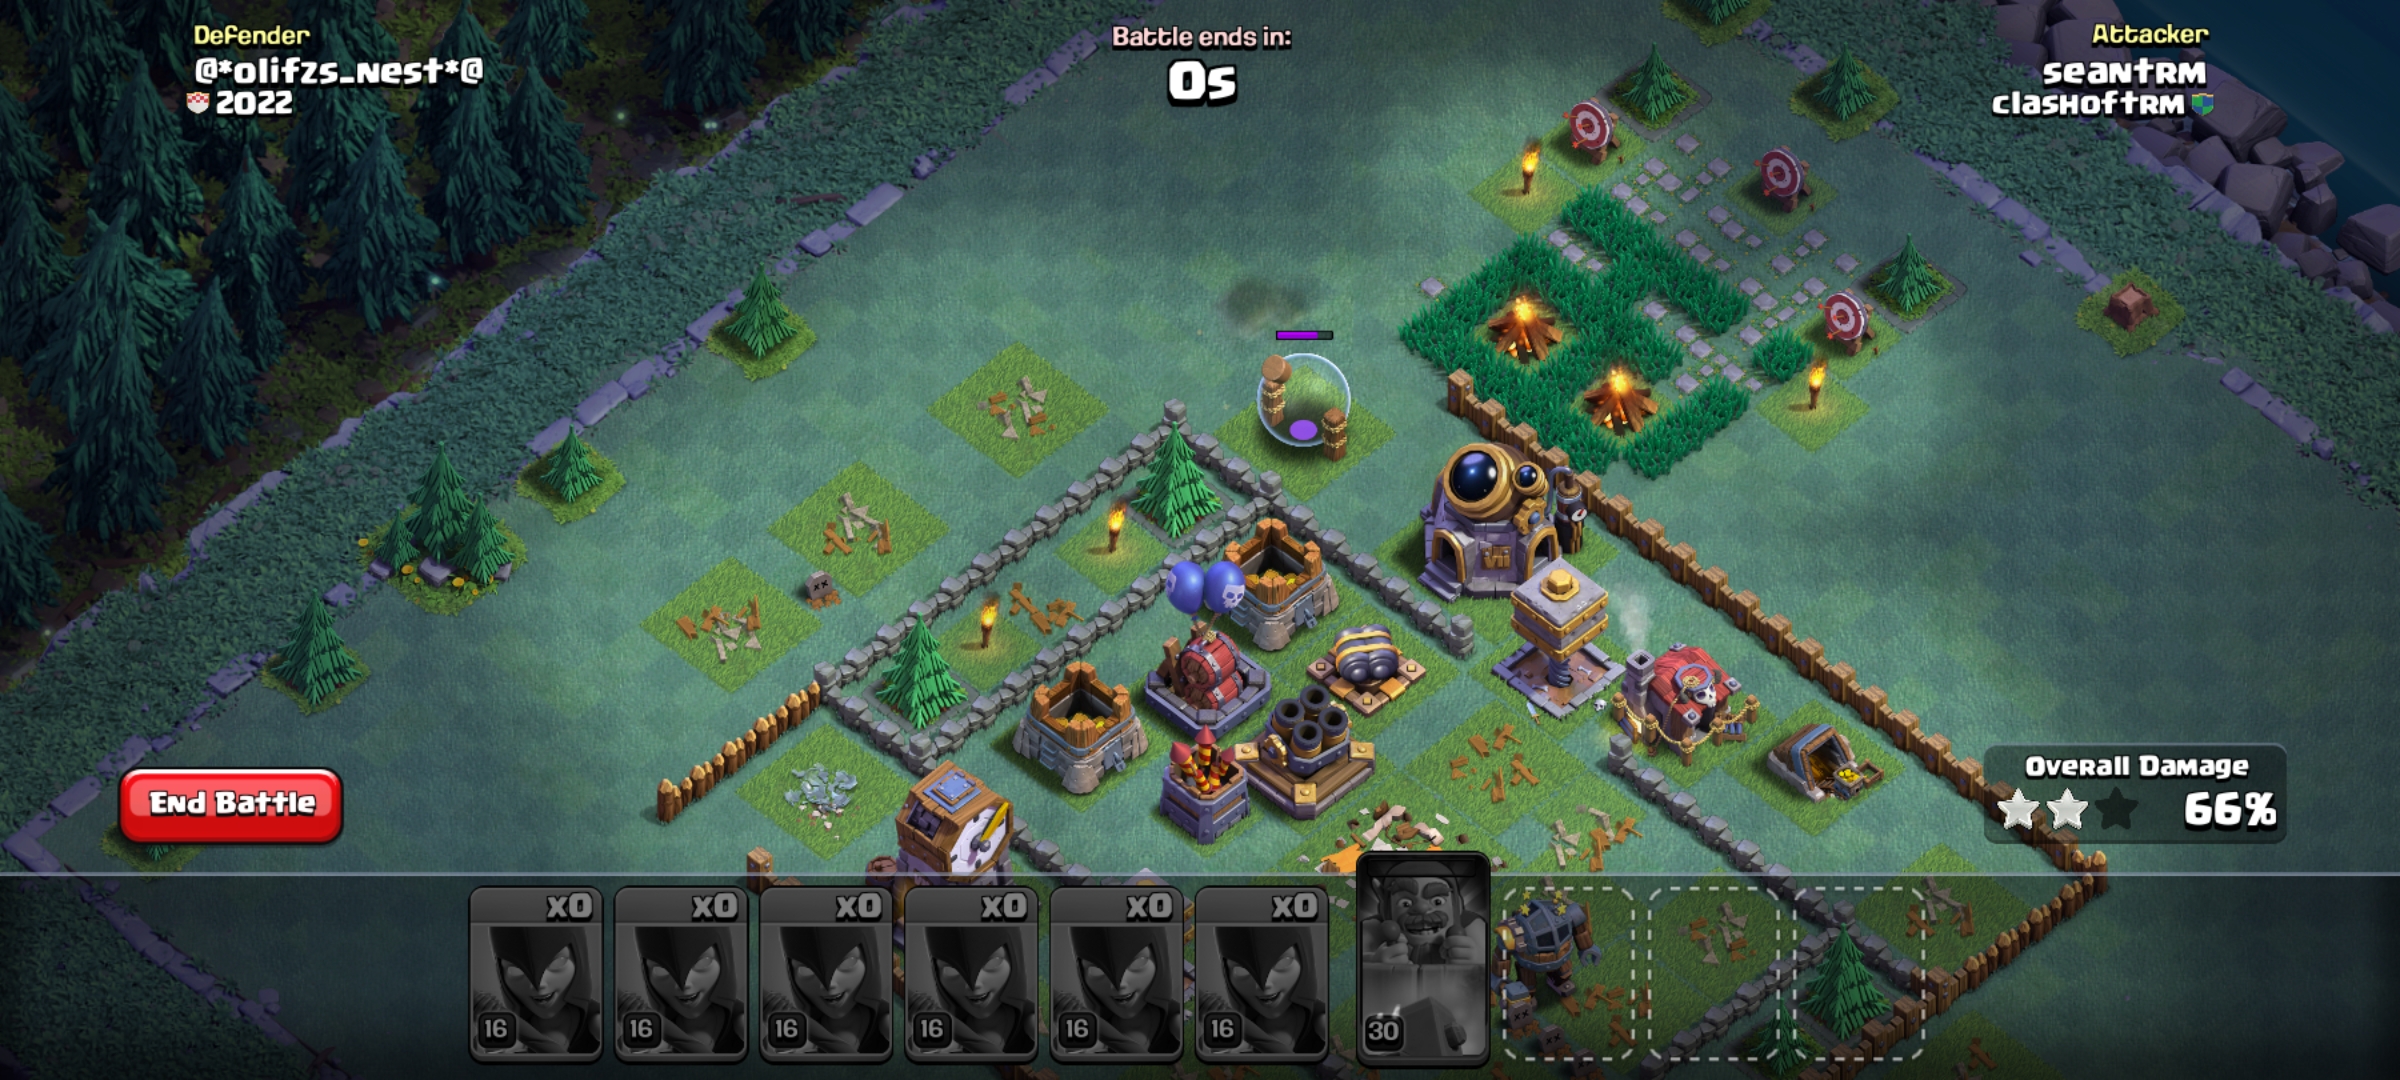 Defender
@*olifzs_Nest*@
2022
Battle ends in:
0s
Attacker
seantRM
clashoftRM
End Battle
Overall Damage
66%
x0
x0
x0
x0
x0
x0
16
16
16
16
16
16
30